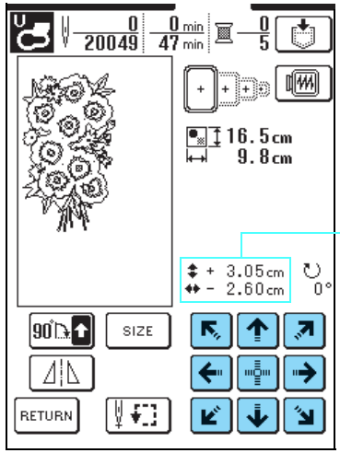 U 0 0 min 0
20049 47 min 5
16.5cm
9.8cm
+ 3.05cm
- 2.60cm 0°
90° SIZE
RETURN